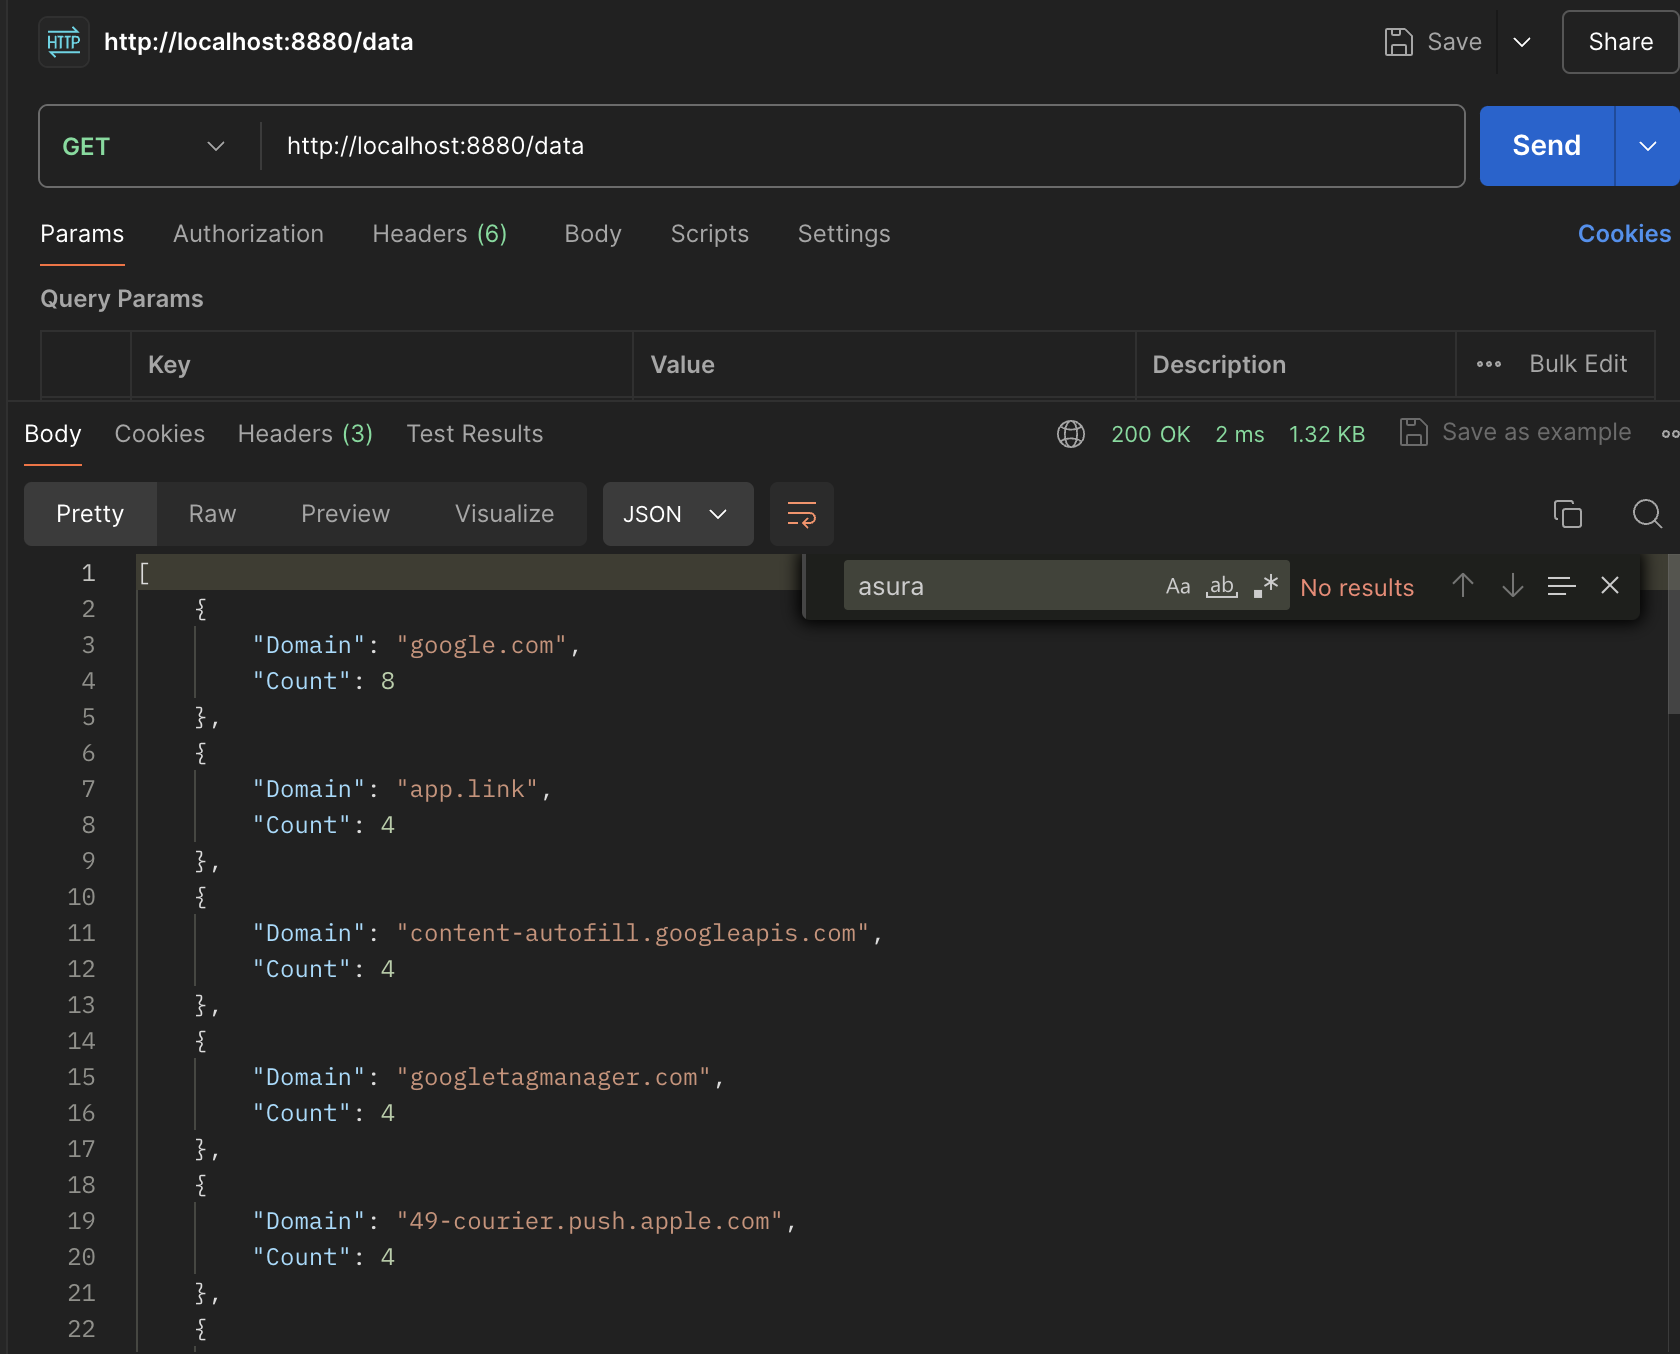 HTTP http://localhost:8880/data Save Share
GET http://localhost:8880/data Send
Params Authorization Headers (6) Body Scripts Settings Cookies
Query Params
Key Value Description Bulk Edit
Body Cookies Headers (3) Test Results 200 OK 2 ms 1.32 KB Save as example
Pretty Raw Preview Visualize JSON
asura Aa ab .* No results
1 [
2 {
3 "Domain": "google.com",
4 "Count": 8
5 },
6 {
7 "Domain": "app.link",
8 "Count": 4
9 },
10 {
11 "Domain": "content-autofill.googleapis.com",
12 "Count": 4
13 },
14 {
15 "Domain": "googletagmanager.com",
16 "Count": 4
17 },
18 {
19 "Domain": "49-courier.push.apple.com",
20 "Count": 4
21 },
22 {